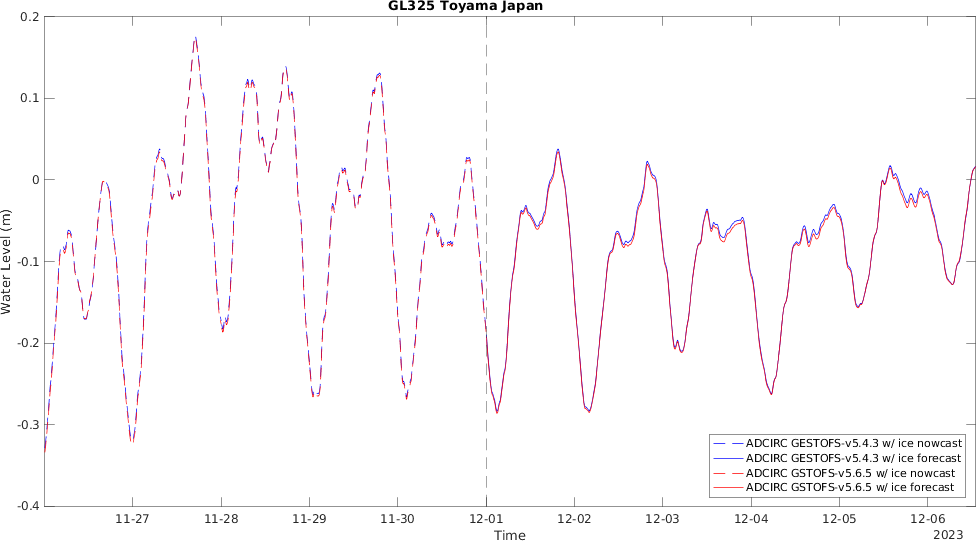 GL325 Toyama Japan
0.2
0.1
0
-0.1
-0.2
-0.3
-0.4
Water Level (m)
ADCIRC GESTOFS-v5.4.3 w/ ice nowcast
ADCIRC GESTOFS-v5.4.3 w/ ice forecast
ADCIRC GSTOFS-v5.6.5 w/ ice nowcast
ADCIRC GSTOFS-v5.6.5 w/ ice forecast
11-27 11-28 11-29 11-30 12-01 12-02 12-03 12-04 12-05 12-06
Time
2023